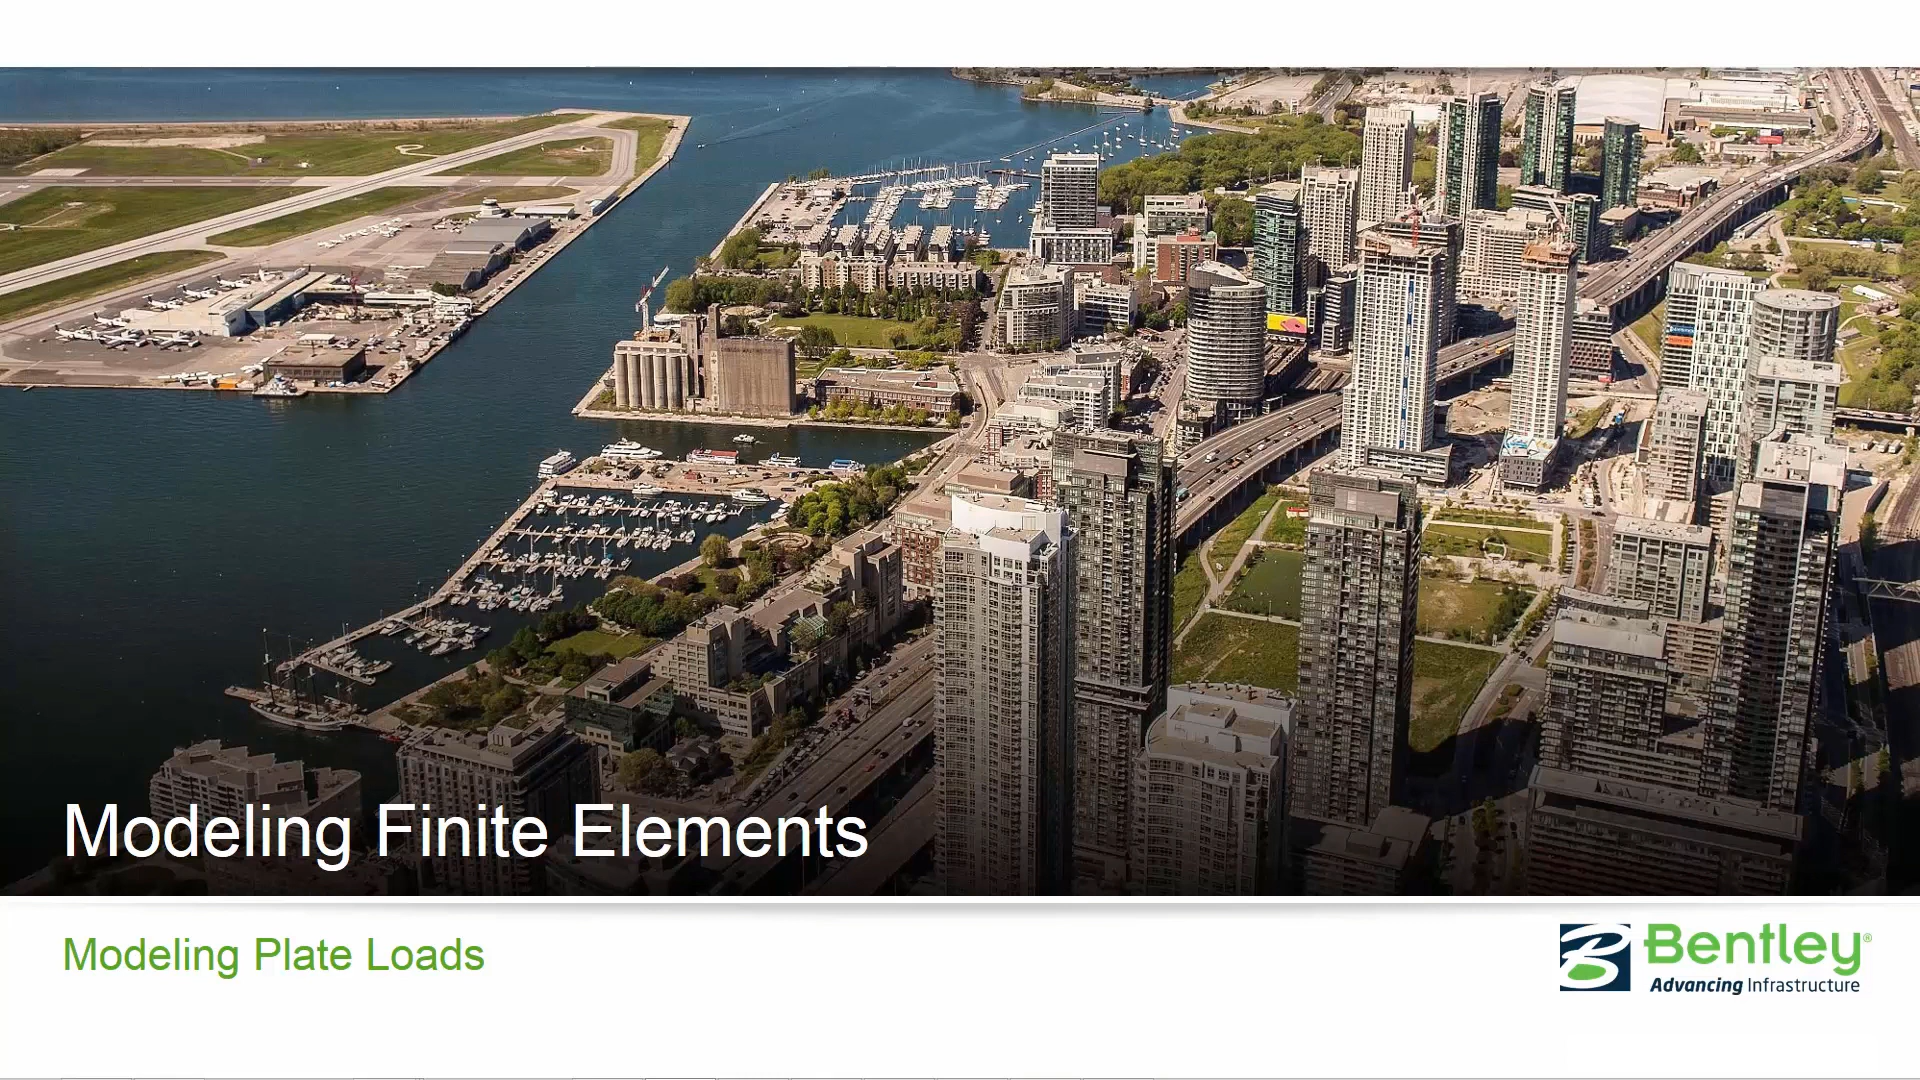 Modeling Finite Elements
Modeling Plate Loads
Bentley®
Advancing Infrastructure